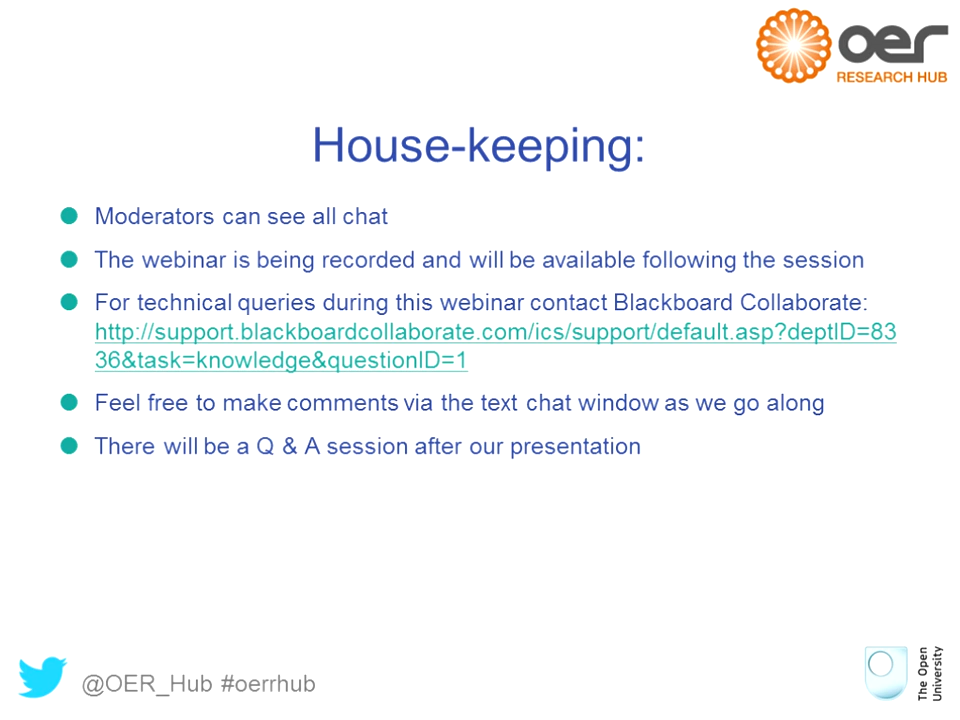 oer
RESEARCH HUB
House-keeping:
Moderators can see all chat
The webinar is being recorded and will be available following the session
For technical queries during this webinar contact Blackboard Collaborate:
http://support.blackboardcollaborate.com/ics/support/default.asp?deptID=83
36&task=knowledge&questionID=1
Feel free to make comments via the text chat window as we go along
There will be a Q & A session after our presentation
@OER_Hub #oerrhub
The Open
University